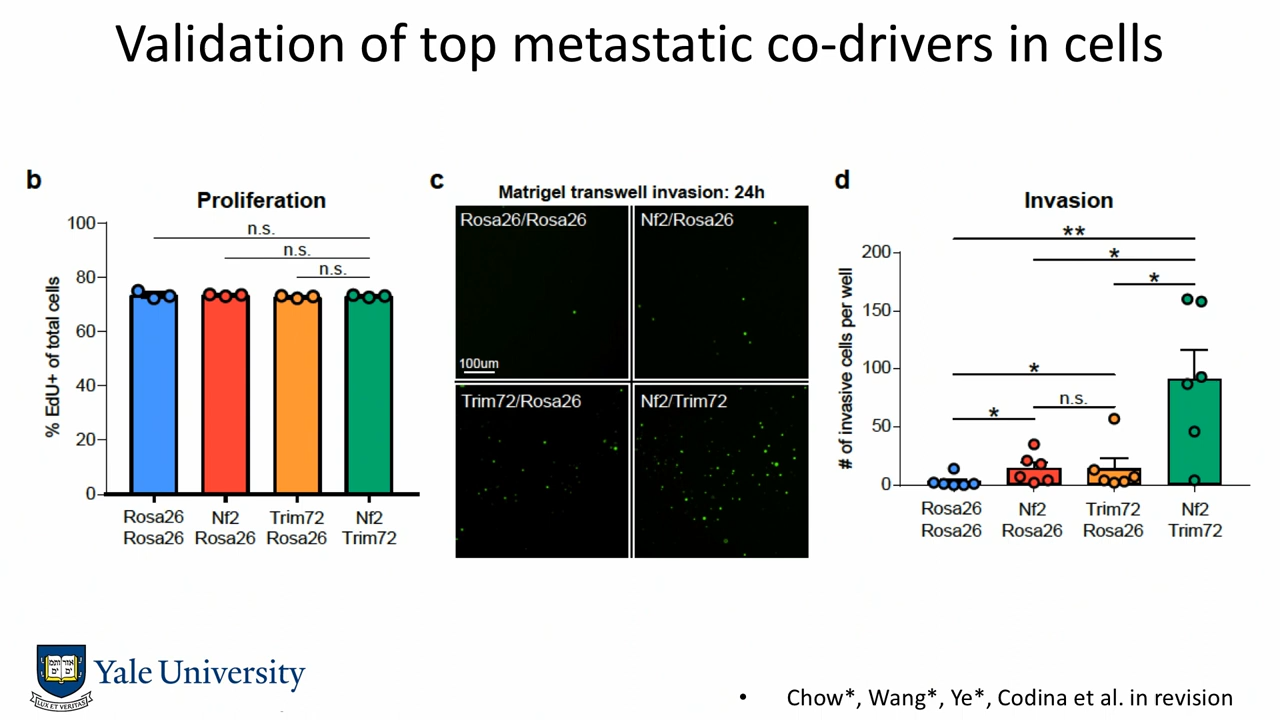 Validation of top metastatic co-drivers in cells
b
Proliferation
% EdU+ of total cells
100
80
60
40
20
0
n.s.
n.s.
n.s.
Rosa26 Nf2 Trim72 Nf2
Rosa26 Rosa26 Rosa26 Trim72
c
Matrigel transwell invasion: 24h
Rosa26/Rosa26
Nf2/Rosa26
100um
Trim72/Rosa26
Nf2/Trim72
d
Invasion
# of invasive cells per well
200
150
100
50
0
**
*
*
*
n.s.
*
Rosa26 Nf2 Trim72 Nf2
Rosa26 Rosa26 Rosa26 Trim72
Yale University
LUX ET VERITAS
• Chow*, Wang*, Ye*, Codina et al. in revision